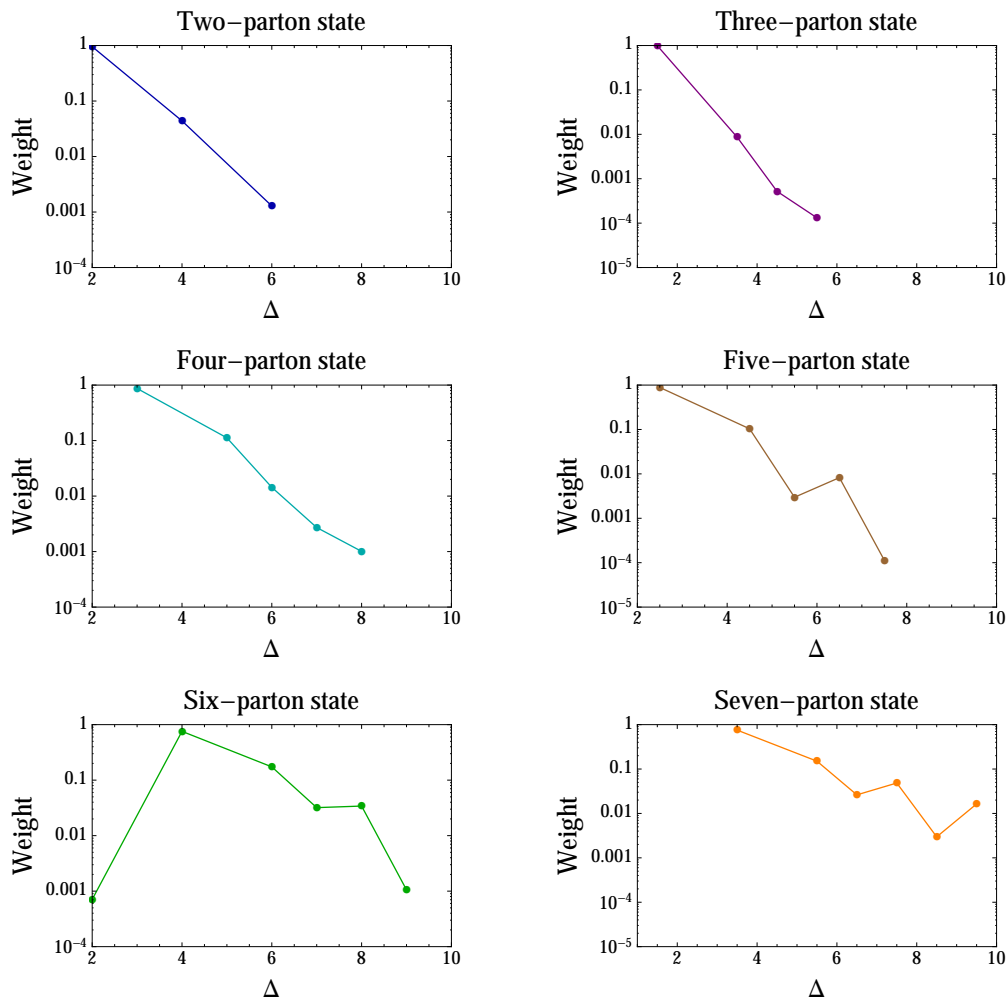 Two−parton state
Weight
1
0.1
0.01
0.001
10−4
2 4 6 8 10
Δ
Three−parton state
Weight
1
0.1
0.01
0.001
10−4
10−5
2 4 6 8 10
Δ
Four−parton state
Weight
1
0.1
0.01
0.001
10−4
2 4 6 8 10
Δ
Five−parton state
Weight
1
0.1
0.01
0.001
10−4
10−5
2 4 6 8 10
Δ
Six−parton state
Weight
1
0.1
0.01
0.001
10−4
2 4 6 8 10
Δ
Seven−parton state
Weight
1
0.1
0.01
0.001
10−4
10−5
2 4 6 8 10
Δ